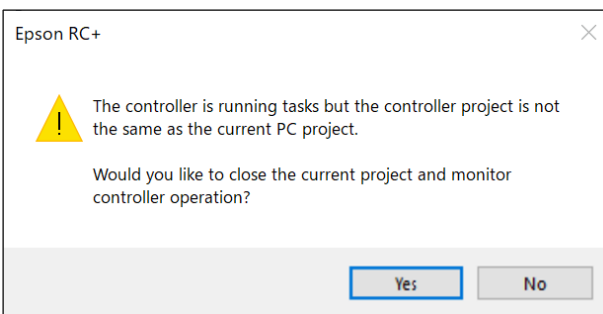 Epson RC+
The controller is running tasks but the controller project is not
the same as the current PC project.
Would you like to close the current project and monitor
controller operation?
Yes
No